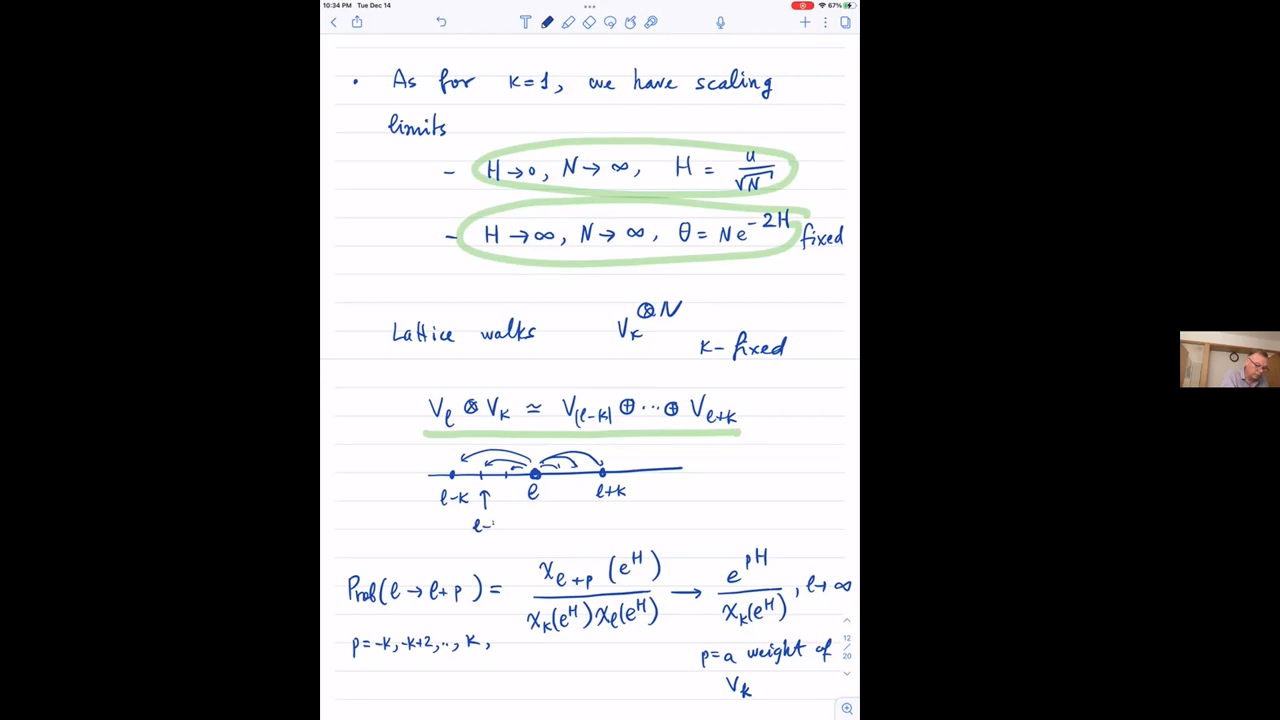 10:34 PM Tue Dec 14
67%
• As for k=1, we have scaling
limits
- H→0, N→∞, H = u/√N
- H→∞, N→∞, θ = N e^{-2H} fixed
Lattice walks V_k^{⊗N}
k-fixed
V_ℓ ⊗ V_k ≃ V_{|ℓ-k|} ⊕ ··· ⊕ V_{ℓ+k}
ℓ-k ↑ ℓ ℓ+k
ℓ-
Prob(ℓ→ℓ+p) = χ_{ℓ+p}(e^H) / χ_k(e^H)χ_ℓ(e^H) → e^{pH} / χ_k(e^H), ℓ→∞
p=-k,-k+2,..,k,
p=a weight of
V_k
12
/
20